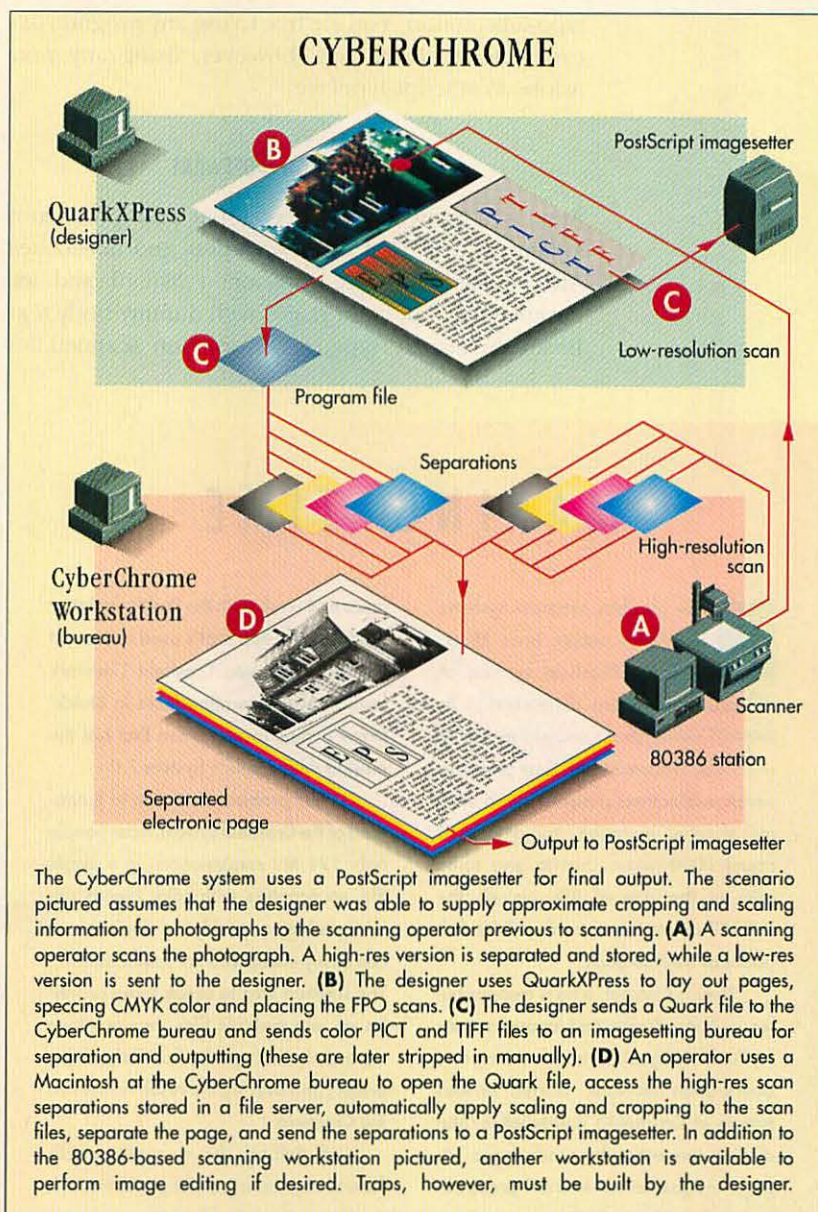 CYBERCHROME
PostScript imagesetter
B
QuarkXPress
(designer)
TIFF
PICT
EPS
C
C
Low-resolution scan
Program file
Separations
High-resolution
scan
CyberChrome
Workstation
(bureau)
D
A
EPS
Scanner
80386 station
Separated
electronic page
Output to PostScript imagesetter
The CyberChrome system uses a PostScript imagesetter for final output. The scenario
pictured assumes that the designer was able to supply approximate cropping and scaling
information for photographs to the scanning operator previous to scanning. (A) A scanning
operator scans the photograph. A high-res version is separated and stored, while a low-res
version is sent to the designer. (B) The designer uses QuarkXPress to lay out pages,
speccing CMYK color and placing the FPO scans. (C) The designer sends a Quark file to the
CyberChrome bureau and sends color PICT and TIFF files to an imagesetting bureau for
separation and outputting (these are later stripped in manually). (D) An operator uses a
Macintosh at the CyberChrome bureau to open the Quark file, access the high-res scan
separations stored in a file server, automatically apply scaling and cropping to the scan
files, separate the page, and send the separations to a PostScript imagesetter. In addition to
the 80386-based scanning workstation pictured, another workstation is available to
perform image editing if desired. Traps, however, must be built by the designer.